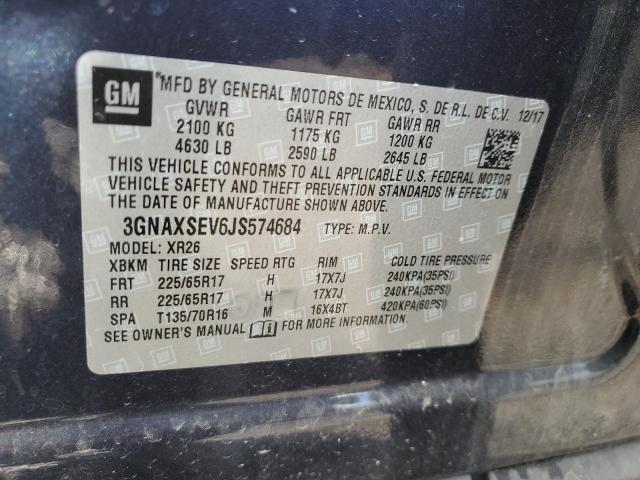 GM
MFD BY GENERAL MOTORS DE MEXICO, S. DE R.L. DE C.V. 12/17
GVWR GAWR FRT GAWR RR
2100 KG 1175 KG 1200 KG
4630 LB 2590 LB 2645 LB
THIS VEHICLE CONFORMS TO ALL APPLICABLE U.S. FEDERAL MOTOR
VEHICLE SAFETY AND THEFT PREVENTION STANDARDS IN EFFECT ON
THE DATE OF MANUFACTURE SHOWN ABOVE.
3GNAXSEV6JS574684 TYPE: M.P.V.
MODEL: XR26
XBKM TIRE SIZE SPEED RTG RIM COLD TIRE PRESSURE
FRT 225/65R17 H 17X7J 240KPA(35PSI)
RR 225/65R17 H 17X7J 240KPA(35PSI)
SPA T135/70R16 M 16X4BT 420KPA(60PSI)
SEE OWNER'S MANUAL FOR MORE INFORMATION